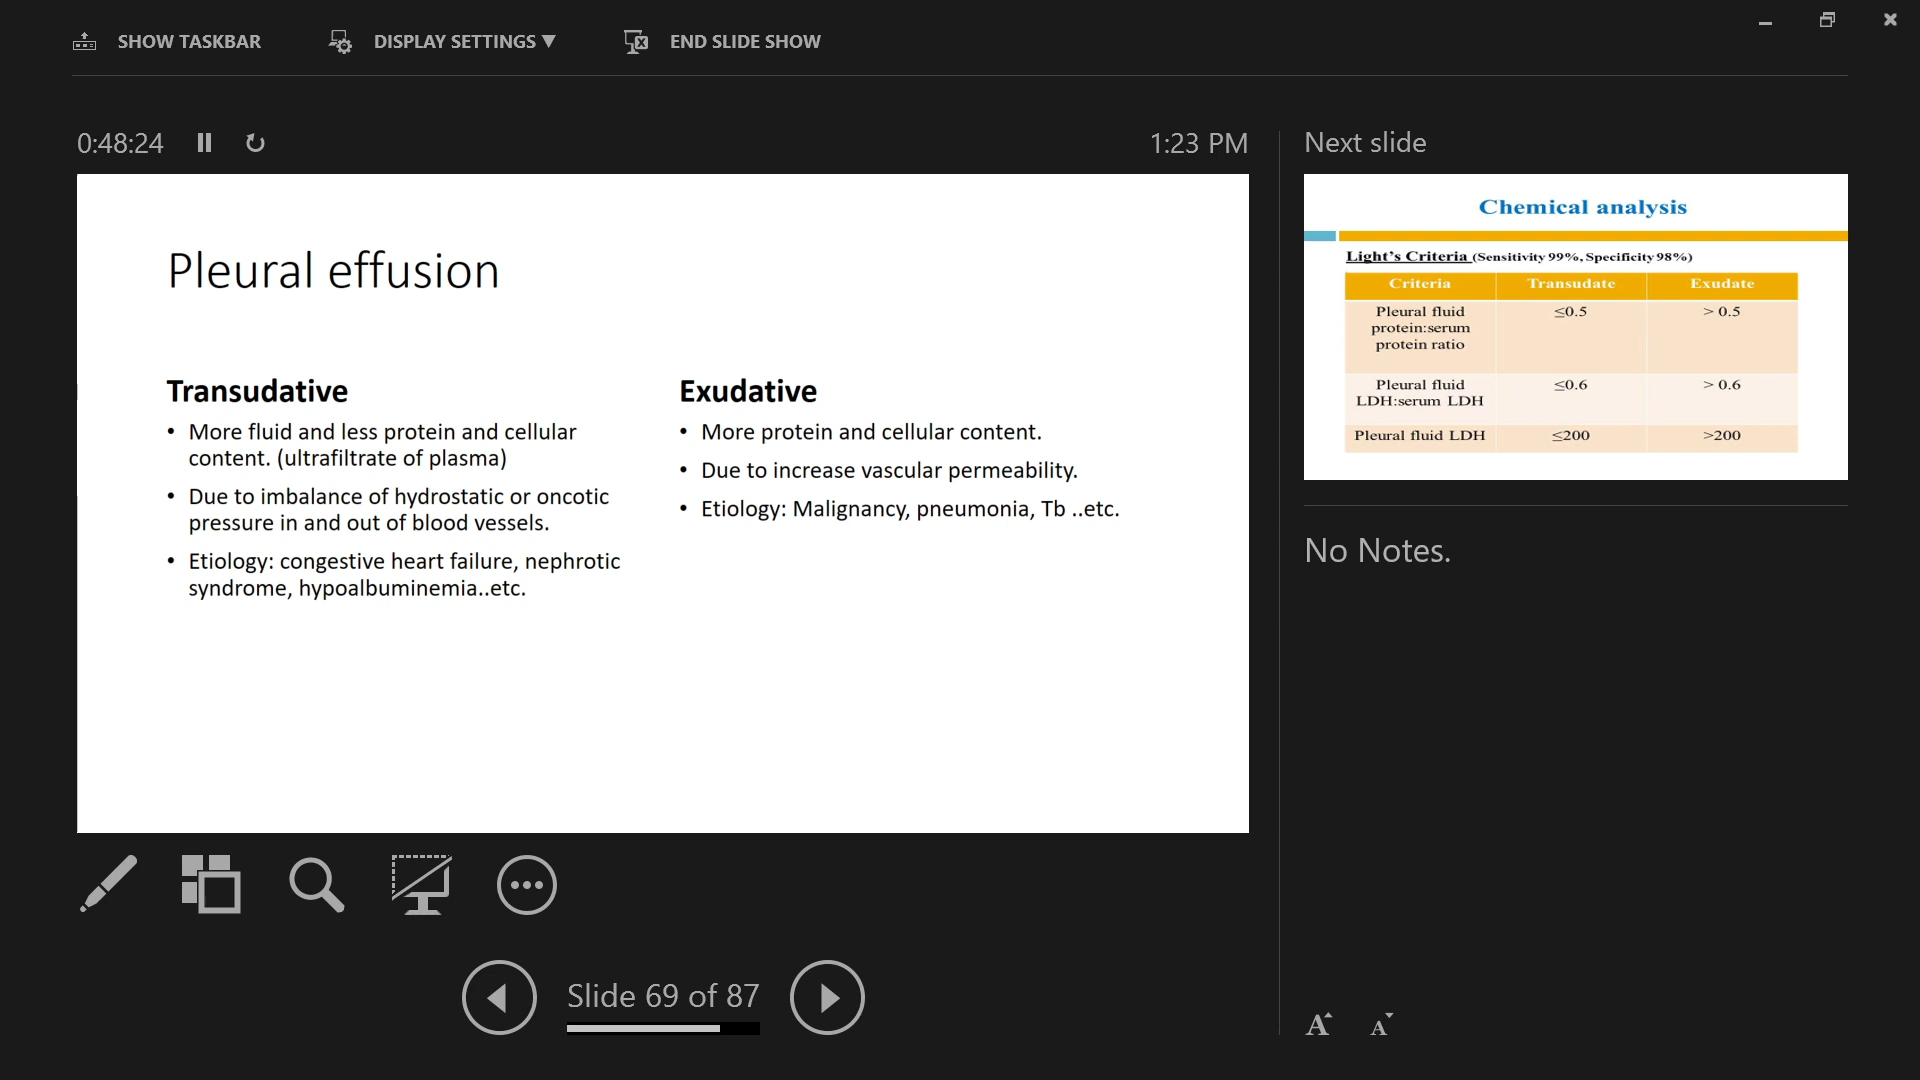 SHOW TASKBAR
DISPLAY SETTINGS ▼
END SLIDE SHOW
0:48:24
1:23 PM
Pleural effusion
Transudative
• More fluid and less protein and cellular
content. (ultrafiltrate of plasma)
• Due to imbalance of hydrostatic or oncotic
pressure in and out of blood vessels.
• Etiology: congestive heart failure, nephrotic
syndrome, hypoalbuminemia..etc.
Exudative
• More protein and cellular content.
• Due to increase vascular permeability.
• Etiology: Malignancy, pneumonia, Tb ..etc.
Slide 69 of 87
Next slide
Chemical analysis
Light’s Criteria (Sensitivity 99%, Specificity 98%)
Criteria Transudate Exudate
Pleural fluid
protein:serum
protein ratio
≤0.5 > 0.5
Pleural fluid
LDH:serum LDH
≤0.6 > 0.6
Pleural fluid LDH ≤200 >200
No Notes.
A A